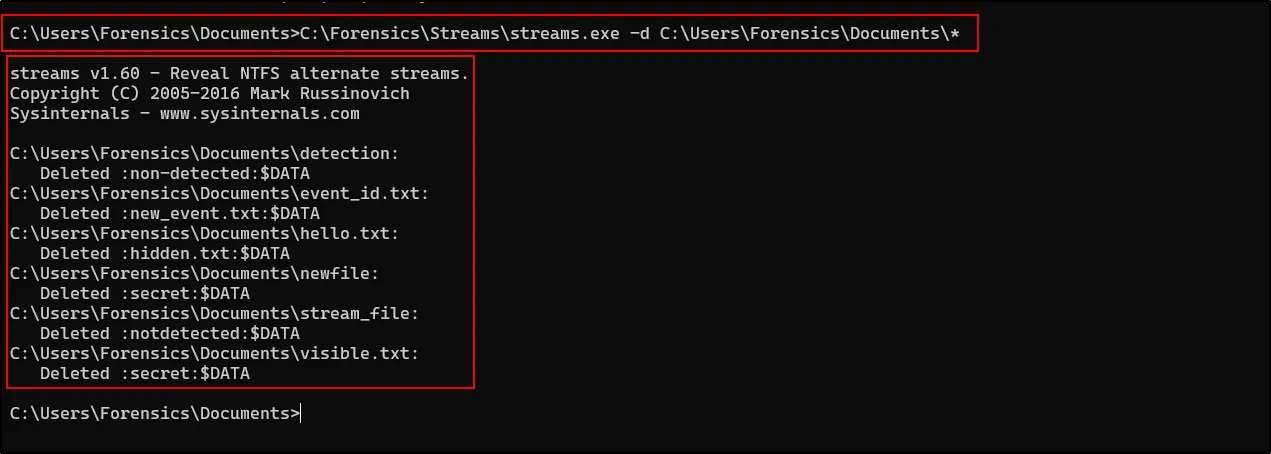 C:\Users\Forensics\Documents>C:\Forensics\Streams\streams.exe -d C:\Users\Forensics\Documents\*
streams v1.60 - Reveal NTFS alternate streams.
Copyright (C) 2005-2016 Mark Russinovich
Sysinternals - www.sysinternals.com
C:\Users\Forensics\Documents\detection:
   Deleted :non-detected:$DATA
C:\Users\Forensics\Documents\event_id.txt:
   Deleted :new_event.txt:$DATA
C:\Users\Forensics\Documents\hello.txt:
   Deleted :hidden.txt:$DATA
C:\Users\Forensics\Documents\newfile:
   Deleted :secret:$DATA
C:\Users\Forensics\Documents\stream_file:
   Deleted :notdetected:$DATA
C:\Users\Forensics\Documents\visible.txt:
   Deleted :secret:$DATA
C:\Users\Forensics\Documents>